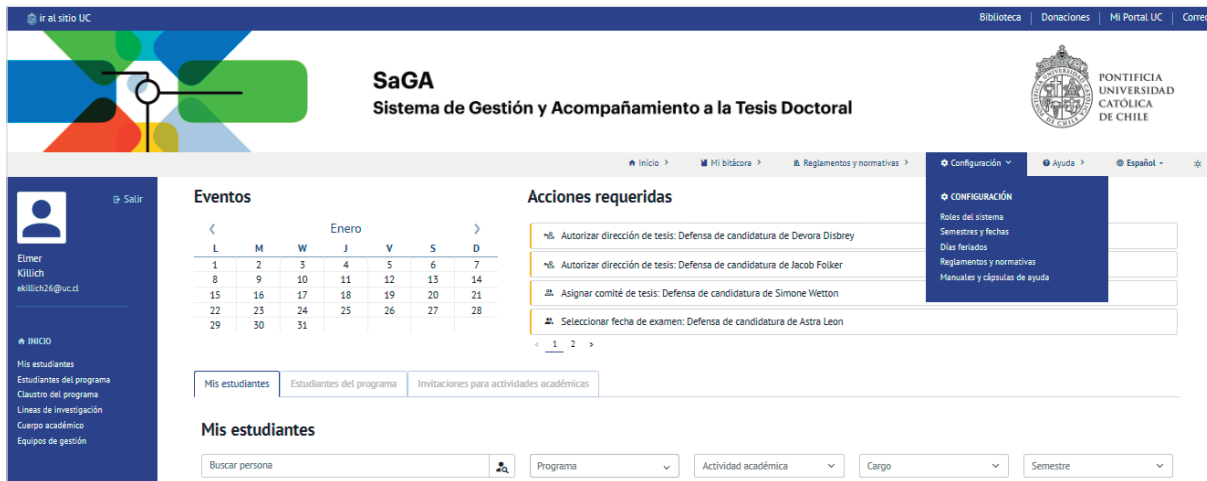 ir al sitio UC
Biblioteca | Donaciones | Mi Portal UC | Correo
SaGA
Sistema de Gestión y Acompañamiento a la Tesis Doctoral
PONTIFICIA
UNIVERSIDAD
CATÓLICA
DE CHILE
Inicio > Mi bitácora > Reglamentos y normativas > Configuración Ayuda > Español
Salir
Elmer
Killich
ekillich26@uc.cl
INICIO
Mis estudiantes
Estudiantes del programa
Claustro del programa
Lineas de investigación
Cuerpo académico
Equipos de gestión
Eventos
< Enero >
L M W J V S D
1 2 3 4 5 6 7
8 9 10 11 12 13 14
15 16 17 18 19 20 21
22 23 24 25 26 27 28
29 30 31
Acciones requeridas
Autorizar dirección de tesis: Defensa de candidatura de Devora Disbrey
Autorizar dirección de tesis: Defensa de candidatura de Jacob Folker
Asignar comité de tesis: Defensa de candidatura de Simone Wetton
Seleccionar fecha de examen: Defensa de candidatura de Astra Leon
< 1 2 >
CONFIGURACIÓN
Roles del sistema
Semestres y fechas
Días feriados
Reglamentos y normativas
Manuales y cápsulas de ayuda
Mis estudiantes Estudiantes del programa Invitaciones para actividades académicas
Mis estudiantes
Buscar persona Programa Actividad académica Cargo Semestre